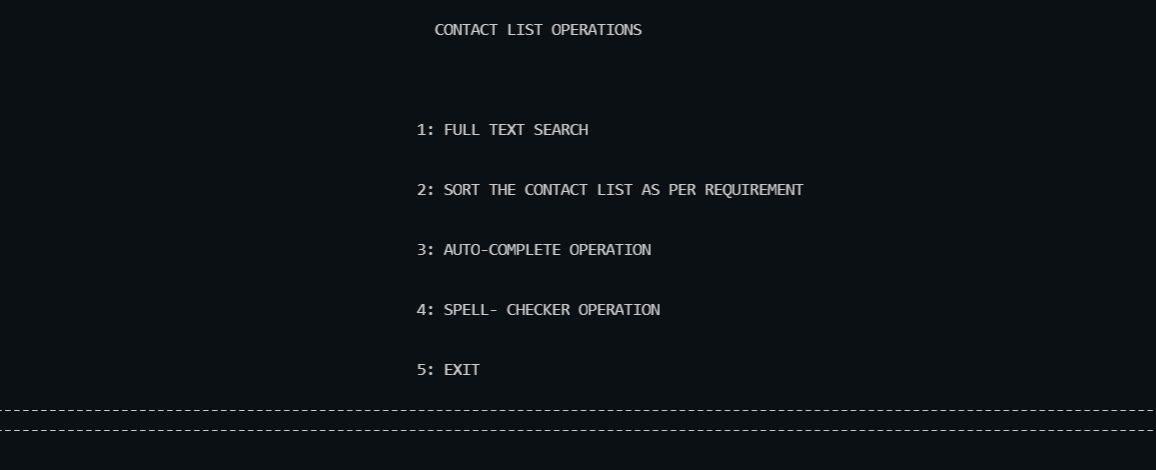 CONTACT LIST OPERATIONS
1: FULL TEXT SEARCH
2: SORT THE CONTACT LIST AS PER REQUIREMENT
3: AUTO-COMPLETE OPERATION
4: SPELL- CHECKER OPERATION
5: EXIT
--------------------------------------------------------------------------------------------------------------------------------
--------------------------------------------------------------------------------------------------------------------------------